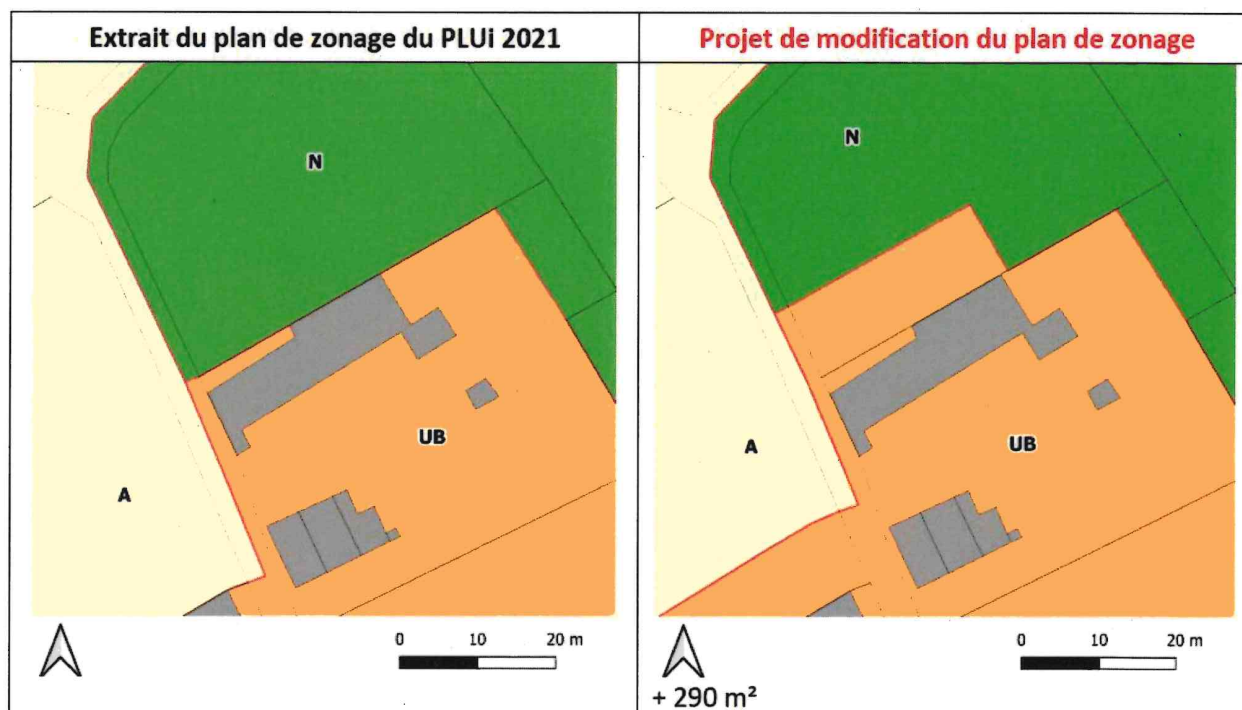 Extrait du plan de zonage du PLUi 2021
Projet de modification du plan de zonage
N
UB
A
0 10 20 m
N
UB
A
0 10 20 m
+ 290 m²